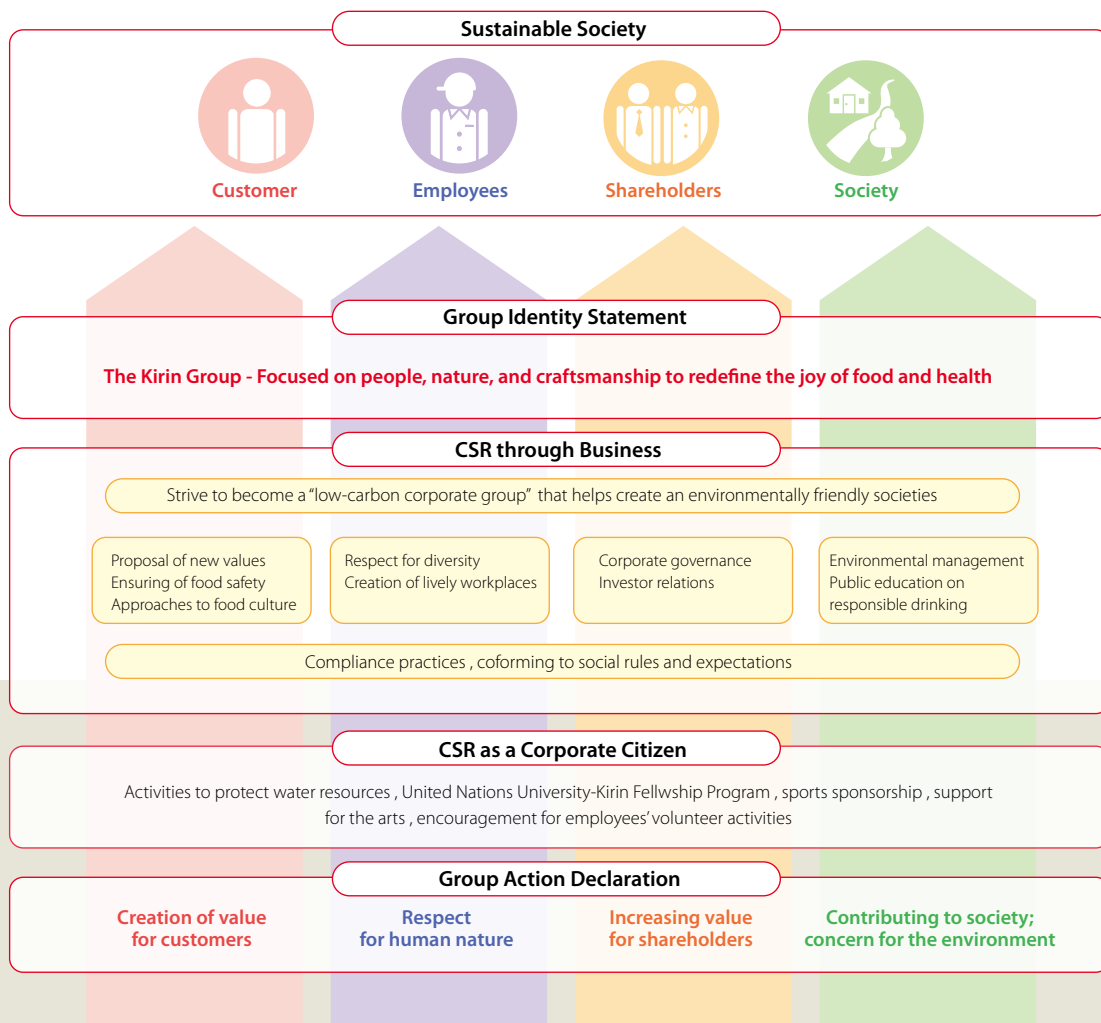 Sustainable Society
Customer
Employees
Shareholders
Society
Group Identity Statement
The Kirin Group - Focused on people, nature, and craftsmanship to redefine the joy of food and health
CSR through Business
Strive to become a “low-carbon corporate group” that helps create an environmentally friendly societies
Proposal of new values
Ensuring of food safety
Approaches to food culture
Respect for diversity
Creation of lively workplaces
Corporate governance
Investor relations
Environmental management
Public education on
responsible drinking
Compliance practices , coforming to social rules and expectations
CSR as a Corporate Citizen
Activities to protect water resources , United Nations University-Kirin Fellowship Program , sports sponsorship , support
for the arts , encouragement for employees’ volunteer activities
Group Action Declaration
Creation of value
for customers
Respect
for human nature
Increasing value
for shareholders
Contributing to society;
concern for the environment